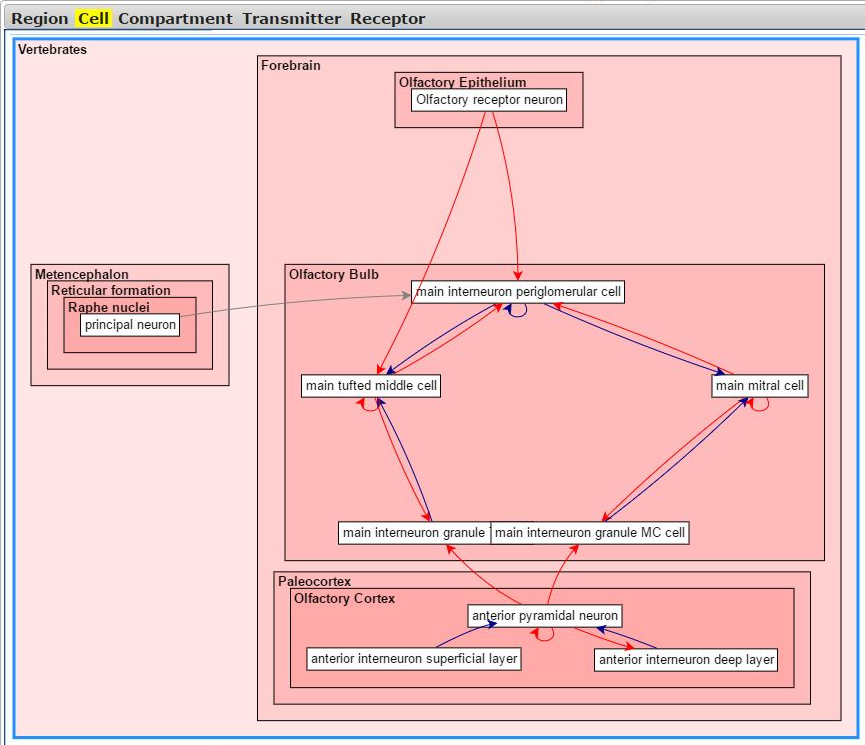 Region Cell Compartment Transmitter Receptor
Vertebrates
Forebrain
Olfactory Epithelium
Olfactory receptor neuron
Metencephalon
Reticular formation
Raphe nuclei
principal neuron
Olfactory Bulb
main interneuron periglomerular cell
main tufted middle cell
main mitral cell
main interneuron granule
main interneuron granule MC cell
Paleocortex
Olfactory Cortex
anterior pyramidal neuron
anterior interneuron superficial layer
anterior interneuron deep layer